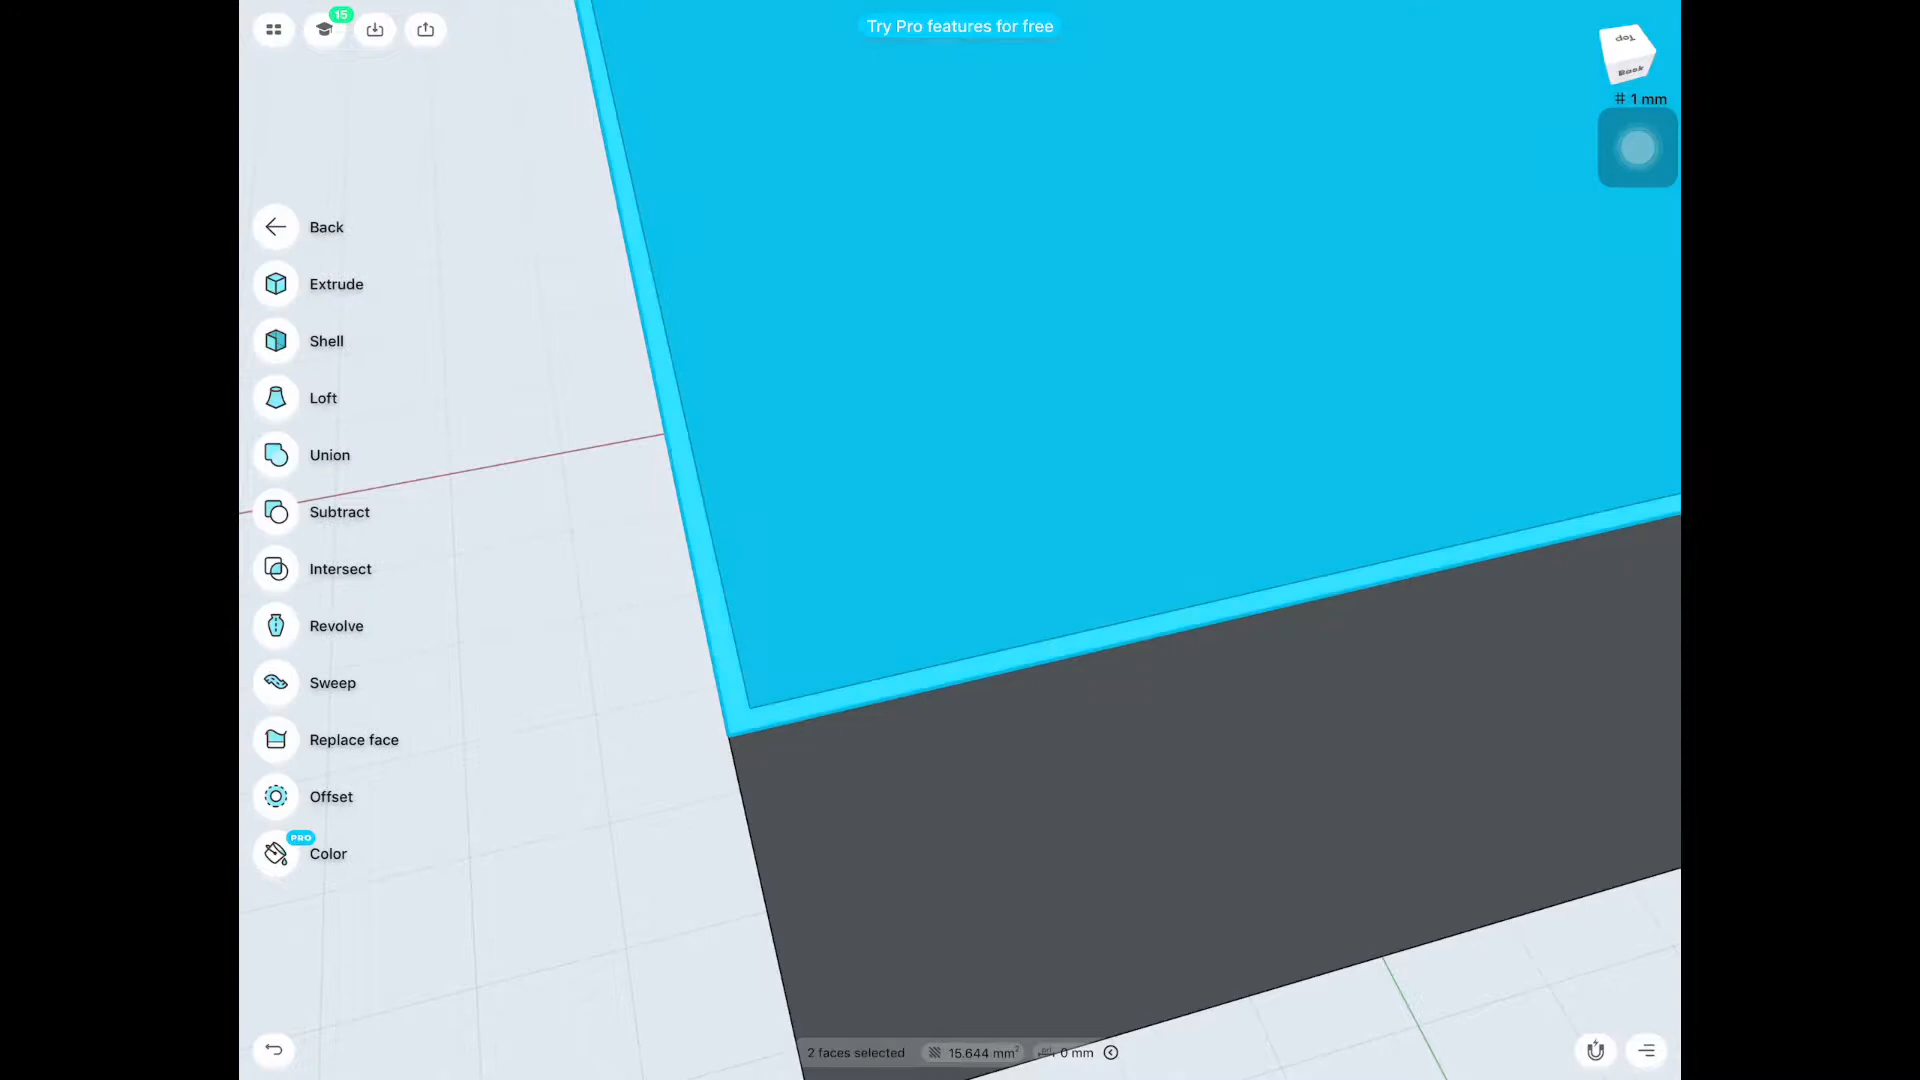 15
Try Pro features for free
Top
Back
1 mm
Back
Extrude
Shell
Loft
Union
Subtract
Intersect
Revolve
Sweep
Replace face
Offset
PRO
Color
2 faces selected 15.644 mm² 0 mm